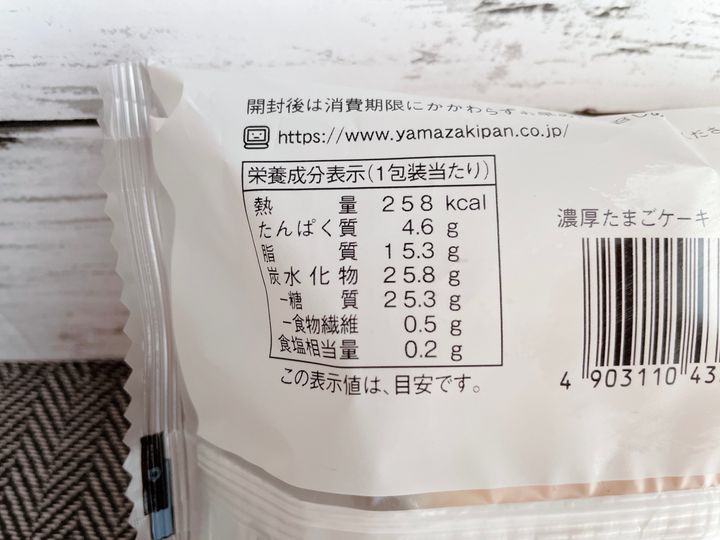 開封後は消費期限にかかわらず
https://www.yamazakipan.co.jp/
栄養成分表示(1包装当たり)
熱量 258 kcal
たんぱく質 4.6 g
脂質 15.3 g
炭水化物 25.8 g
－糖質 25.3 g
－食物繊維 0.5 g
食塩相当量 0.2 g
この表示値は、目安です。
濃厚たまごケーキ
4 903110 43